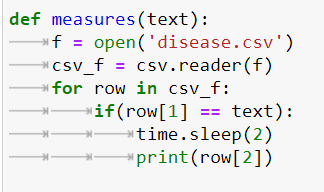 def measures(text):
f = open('disease.csv')
csv_f = csv.reader(f)
for row in csv_f:
if(row[1] == text):
time.sleep(2)
print(row[2])